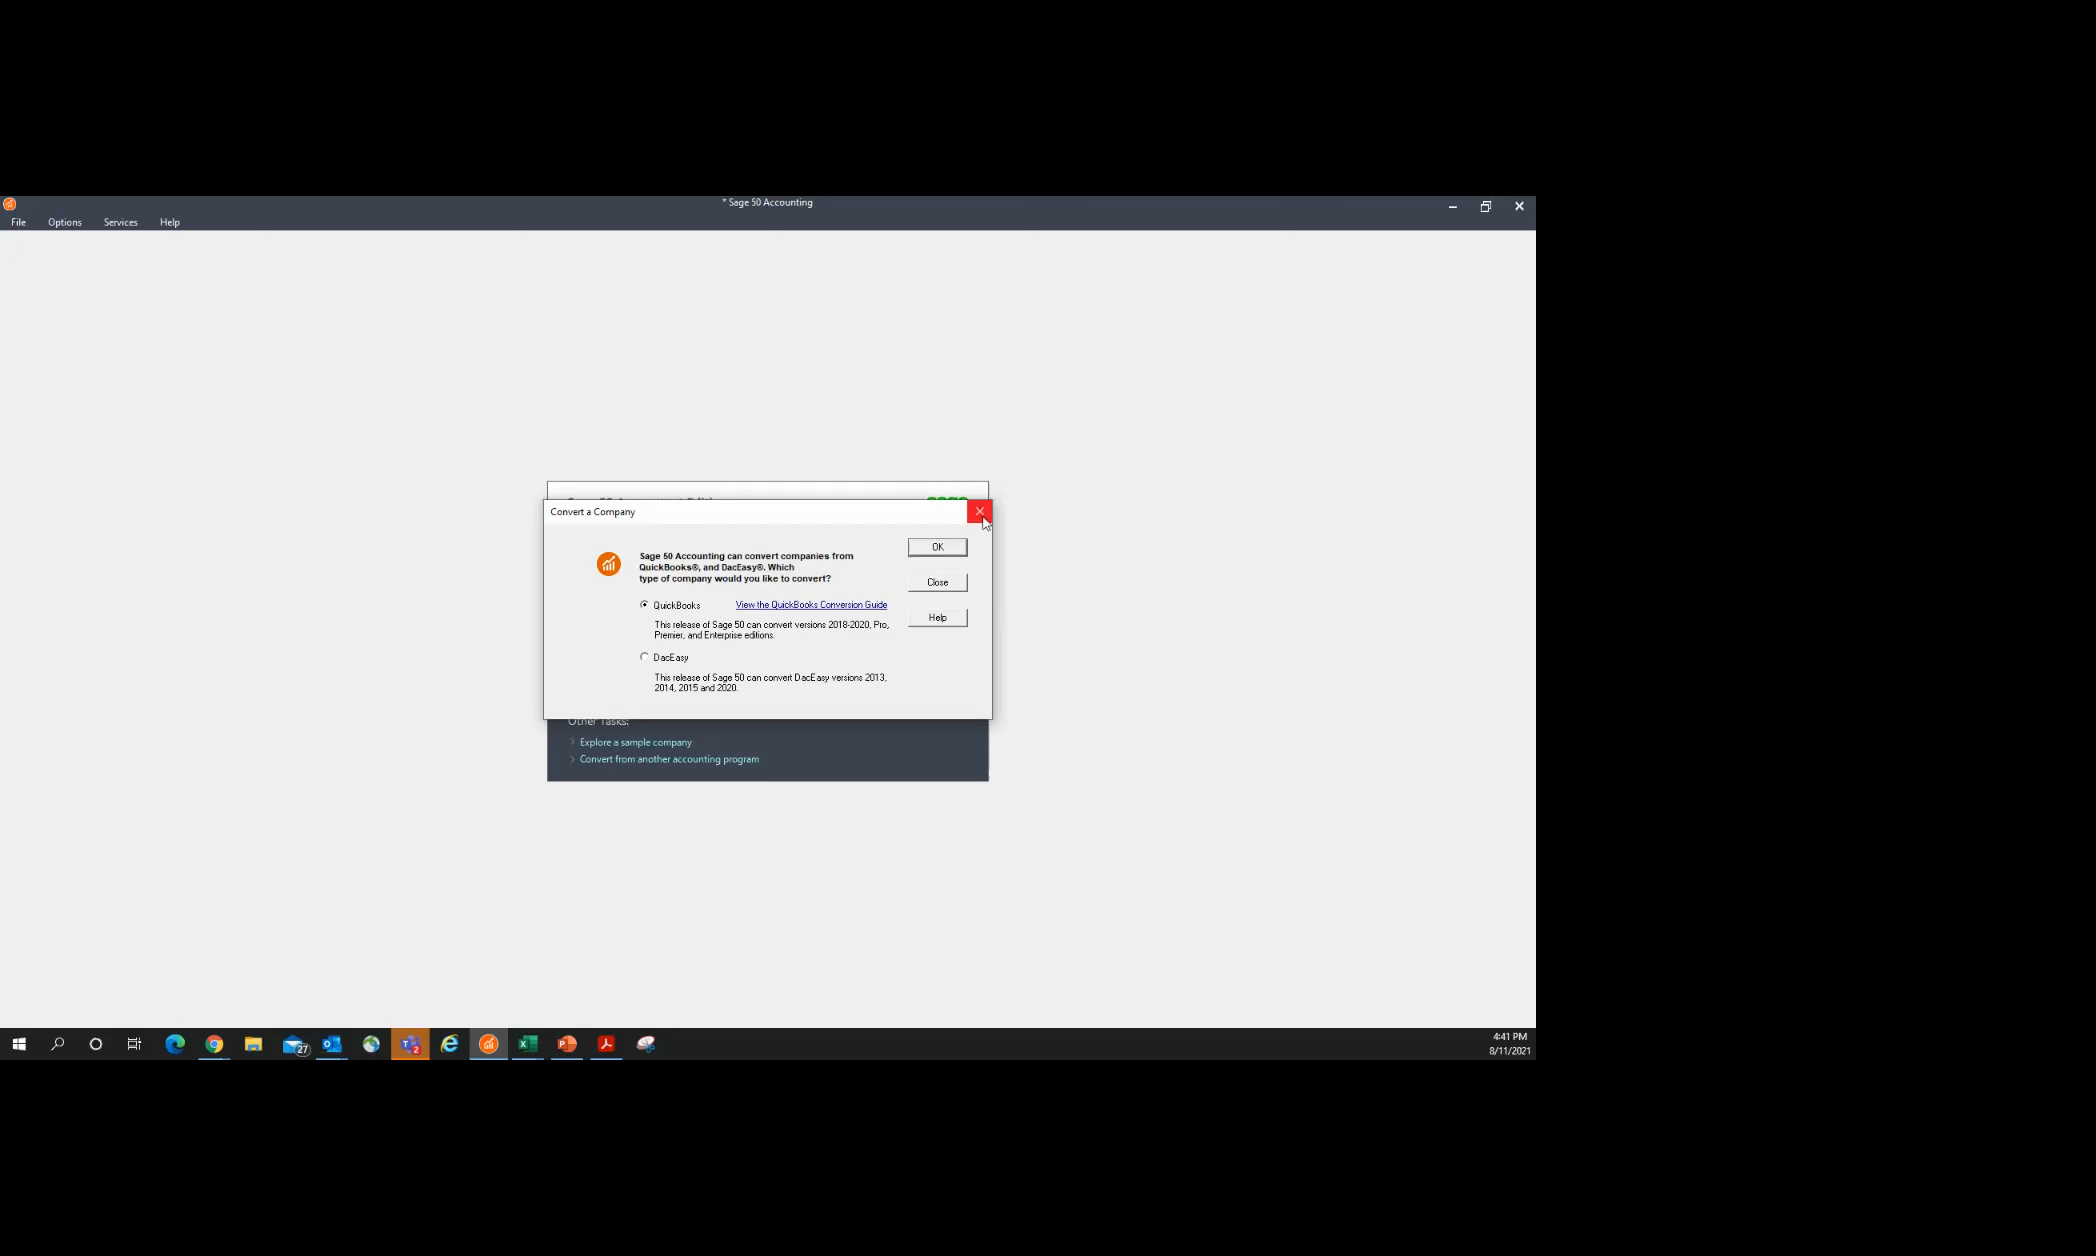 * Sage 50 Accounting
File Options Services Help
Convert a Company
Sage 50 Accounting can convert companies from
QuickBooks®, and DacEasy®. Which
type of company would you like to convert?
OK
Close
Help
QuickBooks View the QuickBooks Conversion Guide
This release of Sage 50 can convert versions 2018-2020, Pro,
Premier, and Enterprise editions.
DacEasy
This release of Sage 50 can convert DacEasy versions 2013,
2014, 2015 and 2020.
Other Tasks:
Explore a sample company
Convert from another accounting program
27
2
4:41 PM
8/11/2021